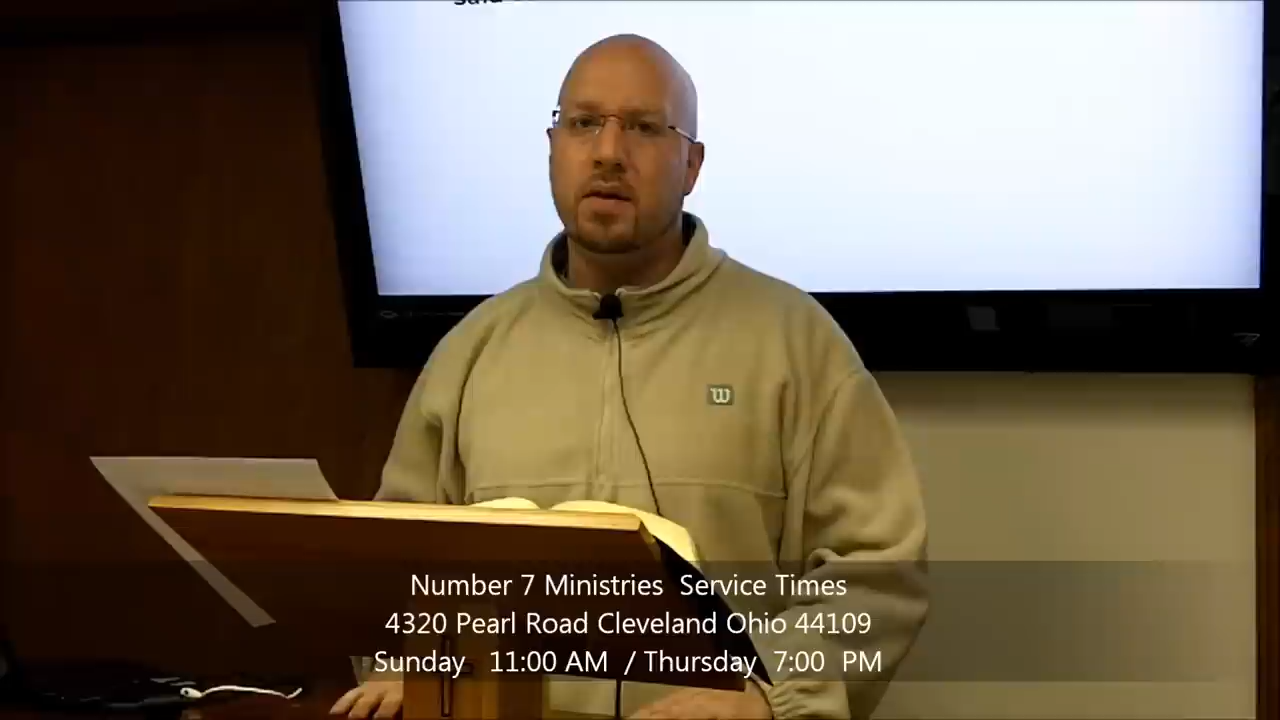 W
Number 7 Ministries Service Times
4320 Pearl Road Cleveland Ohio 44109
Sunday 11:00 AM / Thursday 7:00 PM